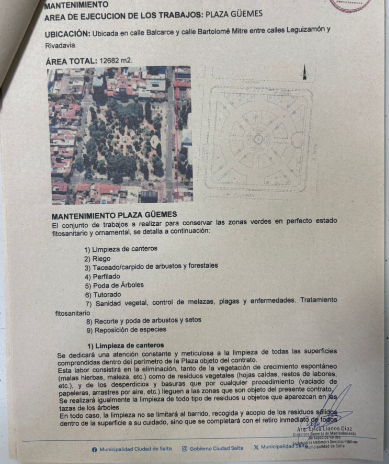 MANTENIMIENTO
AREA DE EJECUCION DE LOS TRABAJOS: PLAZA GÜEMES
UBICACIÓN: Ubicada en calle Balcarce y calle Bartolomé Mitre entre calles Leguizamón y
Rivadavia
ÁREA TOTAL: 12682 m2.
MANTENIMIENTO PLAZA GÜEMES
El conjunto de trabajos a realizar para conservar las zonas verdes en perfecto estado
fitosanitario y ornamental, se detalla a continuación:
1) Limpieza de canteros
2) Riego
3) Taceado/carpido de arbustos y forestales
4) Perfilado
5) Poda de Árboles
6) Tutorado
7) Sanidad vegetal, control de melazas, plagas y enfermedades. Tratamiento
fitosanitario
8) Recorte y poda de arbustos y setos
9) Reposición de especies
1) Limpieza de canteros
Se dedicará una atención constante y meticulosa a la limpieza de todas las superficies
comprendidas dentro del perímetro de la Plaza objeto del contrato.
Esta labor consistirá en la eliminación, tanto de la vegetación de crecimiento espontáneo
(malas hierbas, maleza, etc.) como de residuos vegetales (hojas caídas, restos de labores,
etc.), y de los desperdicios y basuras que por cualquier procedimiento (vaciado de
papeleras, arrastres por aire, etc.) lleguen a las zonas que son objeto del presente contrato.
Se realizará igualmente la limpieza de todo tipo de residuos u objetos que aparezcan en las
tazas de los árboles
En todo caso, la limpieza no se limitará al barrido, recogida y acopio de los residuos sólidos
dentro de la superficie a su cuidado, sino que se completará con el retiro inmediato de todos
Municipalidad Ciudad de Salta
Gobierno Ciudad Salta
Municipalidad Salta